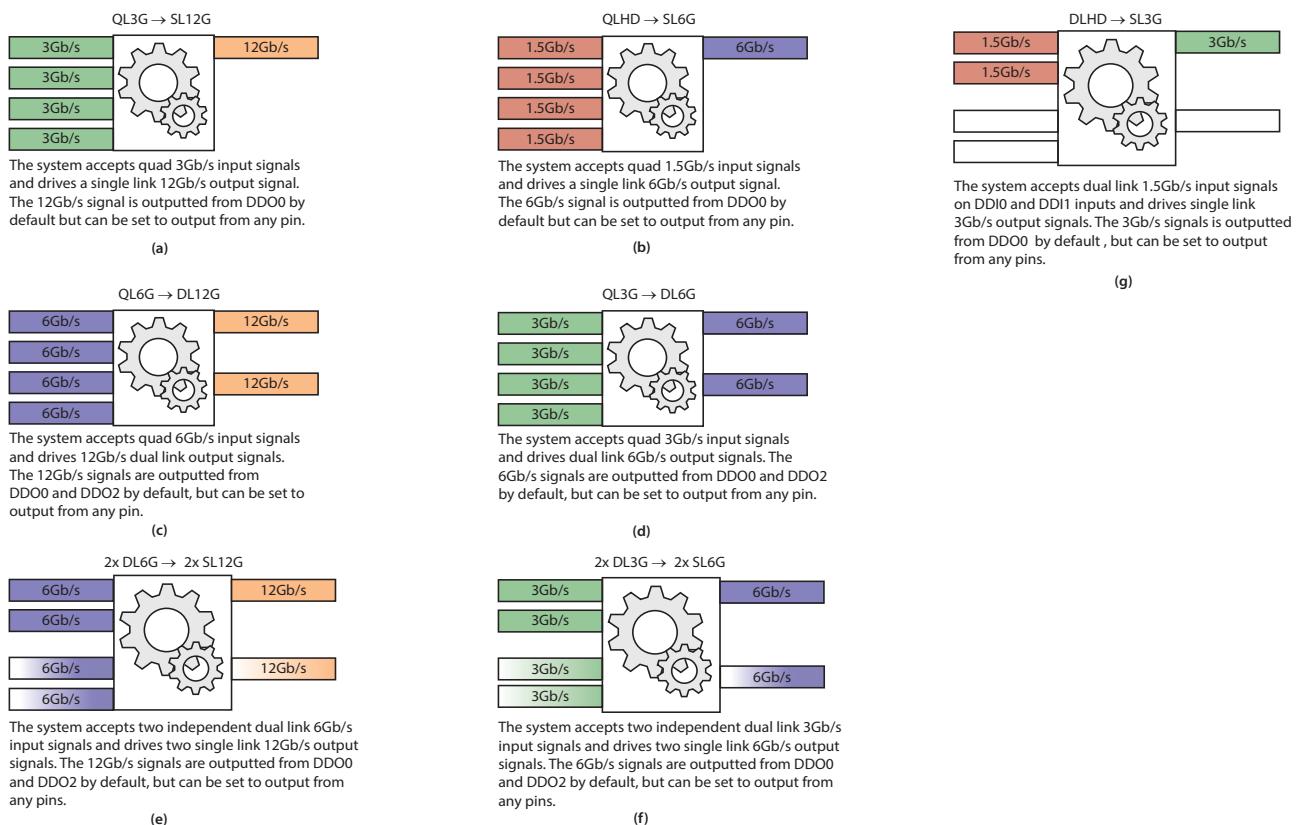 QL3G → SL12G
3Gb/s
12Gb/s
3Gb/s
3Gb/s
3Gb/s
The system accepts quad 3Gb/s input signals
and drives a single link 12Gb/s output signal.
The 12Gb/s signal is outputted from DDO0 by
default but can be set to output from any pin.
(a)
QLHD → SL6G
1.5Gb/s
6Gb/s
1.5Gb/s
1.5Gb/s
1.5Gb/s
The system accepts quad 1.5Gb/s input signals
and drives a single link 6Gb/s output signal.
The 6Gb/s signal is outputted from DDO0 by
default but can be set to output from any pin.
(b)
DLHD → SL3G
1.5Gb/s
3Gb/s
1.5Gb/s
The system accepts dual link 1.5Gb/s input signals
on DDI0 and DDI1 inputs and drives single link
3Gb/s output signals. The 3Gb/s signals is outputted
from DDO0  by default , but can be set to output
from any pins.
(g)
QL6G → DL12G
6Gb/s
12Gb/s
6Gb/s
6Gb/s
12Gb/s
6Gb/s
The system accepts quad 6Gb/s input signals
and drives 12Gb/s dual link output signals.
The 12Gb/s signals are outputted from
DDO0 and DDO2 by default, but can be set to
output from any pin.
(c)
QL3G → DL6G
3Gb/s
6Gb/s
3Gb/s
3Gb/s
6Gb/s
3Gb/s
The system accepts quad 3Gb/s input signals
and drives dual link 6Gb/s output signals. The
6Gb/s signals are outputted from DDO0 and DDO2
by default, but can be set to output from any pin.
(d)
2x DL6G → 2x SL12G
6Gb/s
12Gb/s
6Gb/s
6Gb/s
12Gb/s
6Gb/s
The system accepts two independent dual link 6Gb/s
input signals and drives two single link 12Gb/s output
signals. The 12Gb/s signals are outputted from DDO0
and DDO2 by default, but can be set to output from
any pins.
(e)
2x DL3G → 2x SL6G
3Gb/s
6Gb/s
3Gb/s
3Gb/s
6Gb/s
3Gb/s
The system accepts two independent dual link 3Gb/s
input signals and drives two single link 6Gb/s output
signals. The 6Gb/s signals are outputted from DDO0
and DDO2 by default, but can be set to output from
any pins.
(f)